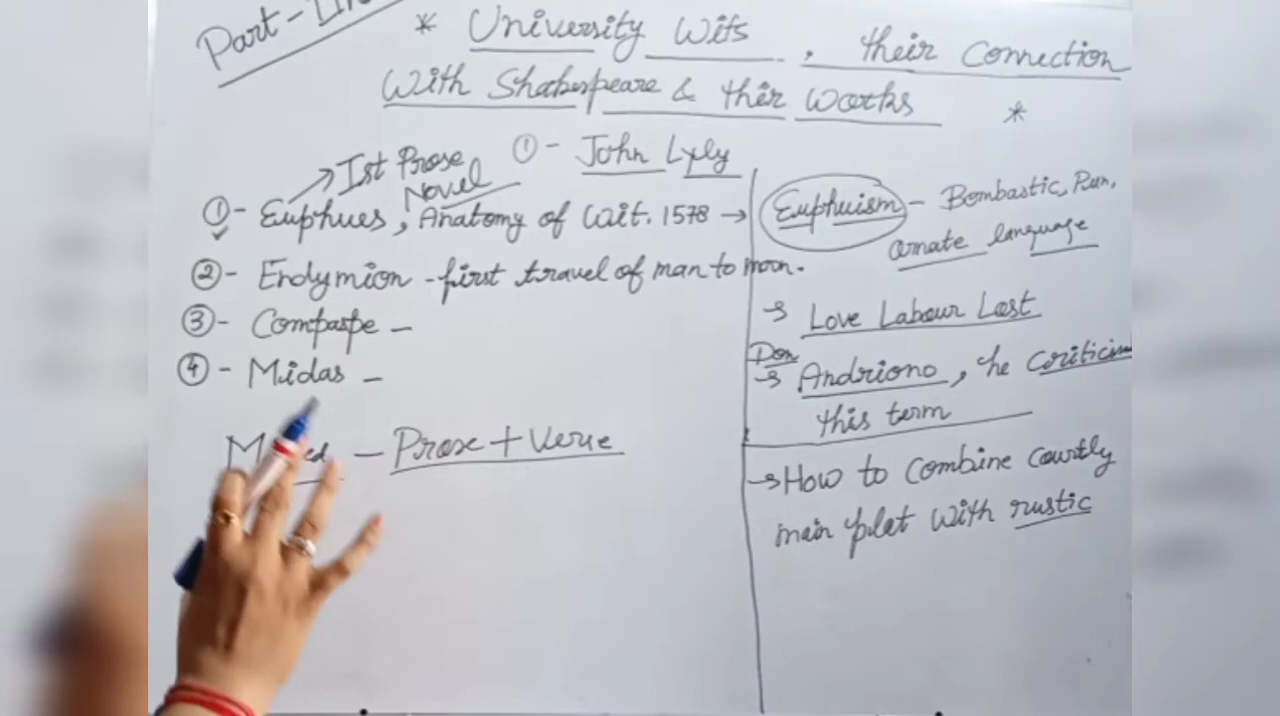 Part-
* University Wits, their Connection
With Shakespeare & their Works *
①- John Lyly
Ist Prose
Novel
①- Euphues, Anatomy of Wit. 1578 →
②- Endymion -first travel of man to moon.
③- Compaspe -
④- Midas -
- Prose + Verse
Euphuism - Bombastic, Pun,
ornate language
→ Love Labour Lost
Don
→ Andriono, he criticism
this term
→ How to combine courtly
main plot with rustic